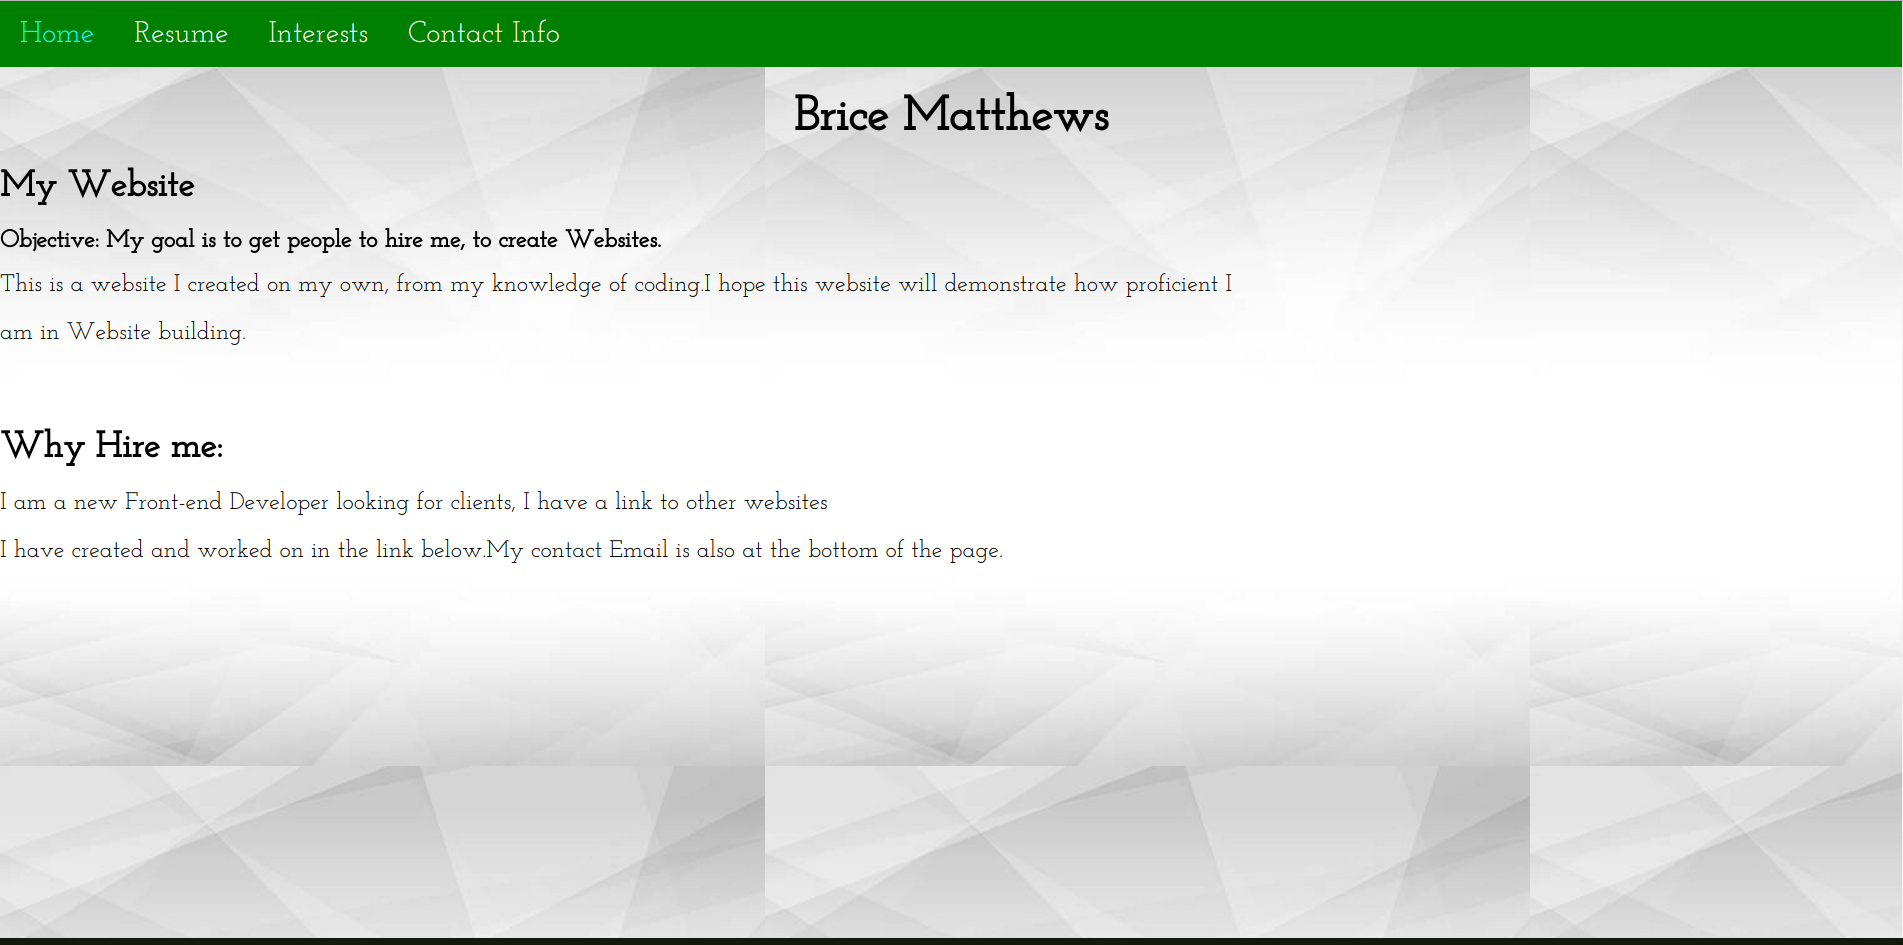 Home Resume Interests Contact Info
Brice Matthews
My Website
Objective: My goal is to get people to hire me, to create Websites.
This is a website I created on my own, from my knowledge of coding.I hope this website will demonstrate how proficient I
am in Website building.
Why Hire me:
I am a new Front-end Developer looking for clients, I have a link to other websites
I have created and worked on in the link below.My contact Email is also at the bottom of the page.